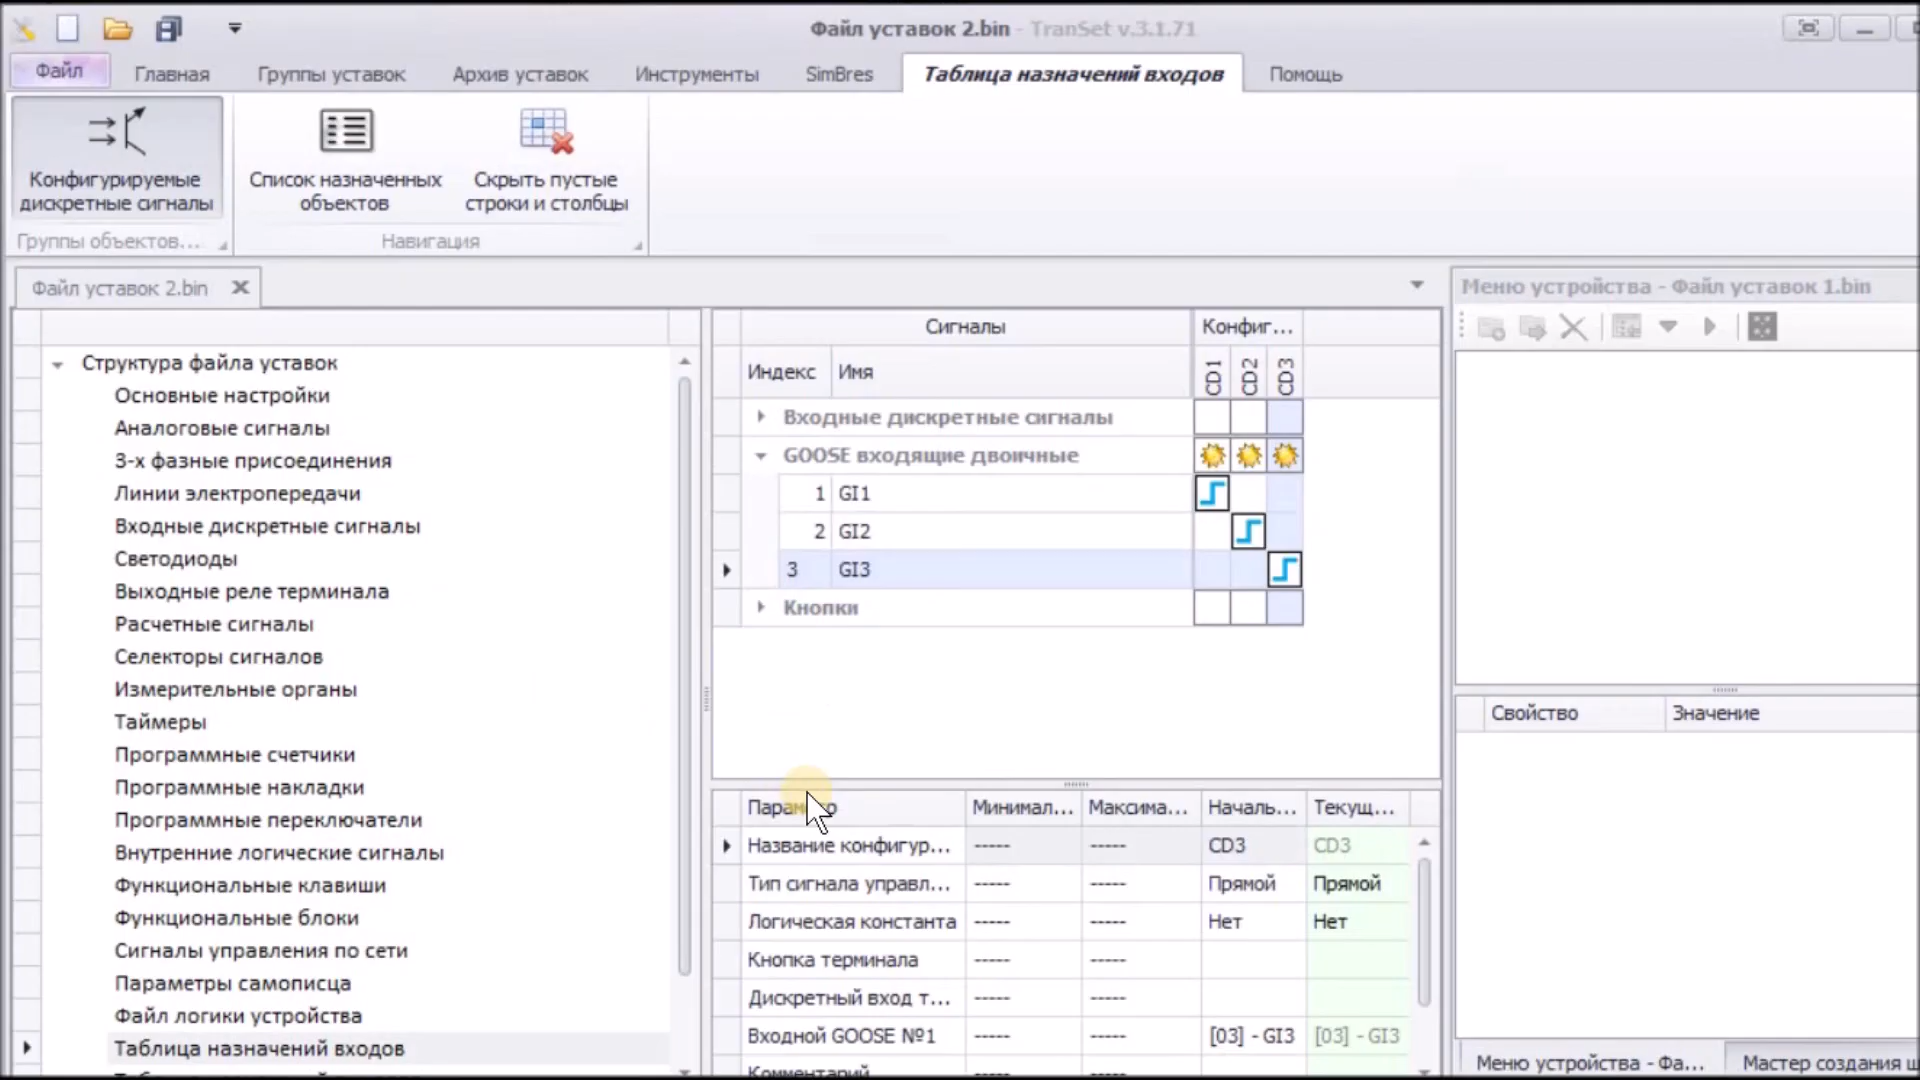 Файл уставок 2.bin - TranSet v.3.1.71
Файл
Главная
Группы уставок
Архив уставок
Инструменты
SimBres
Таблица назначений входов
Помощь
Конфигурируемые
дискретные сигналы
Список назначенных
объектов
Скрыть пустые
строки и столбцы
Группы объектов...
Навигация
Файл уставок 2.bin
Структура файла уставок
Основные настройки
Аналоговые сигналы
3-х фазные присоединения
Линии электропередачи
Входные дискретные сигналы
Светодиоды
Выходные реле терминала
Расчетные сигналы
Селекторы сигналов
Измерительные органы
Таймеры
Программные счетчики
Программные накладки
Программные переключатели
Внутренние логические сигналы
Функциональные клавиши
Функциональные блоки
Сигналы управления по сети
Параметры самописца
Файл логики устройства
Таблица назначений входов
Сигналы
Конфиг...
Индекс
Имя
CD1
CD2
CD3
Входные дискретные сигналы
GOOSE входящие двоичные
1 GI1
2 GI2
3 GI3
Кнопки
Параметр Минимал... Максима... Началь... Текущ...
Название конфигур... ----- ----- CD3 CD3
Тип сигнала управл... ----- ----- Прямой Прямой
Логическая константа ----- ----- Нет Нет
Кнопка терминала ----- -----
Дискретный вход т... ----- -----
Входной GOOSE №1 ----- ----- [03] - GI3 [03] - GI3
Комментарий ----- -----
Меню устройства - Файл уставок 1.bin
Свойство
Значение
Меню устройства - Фа...
Мастер создания